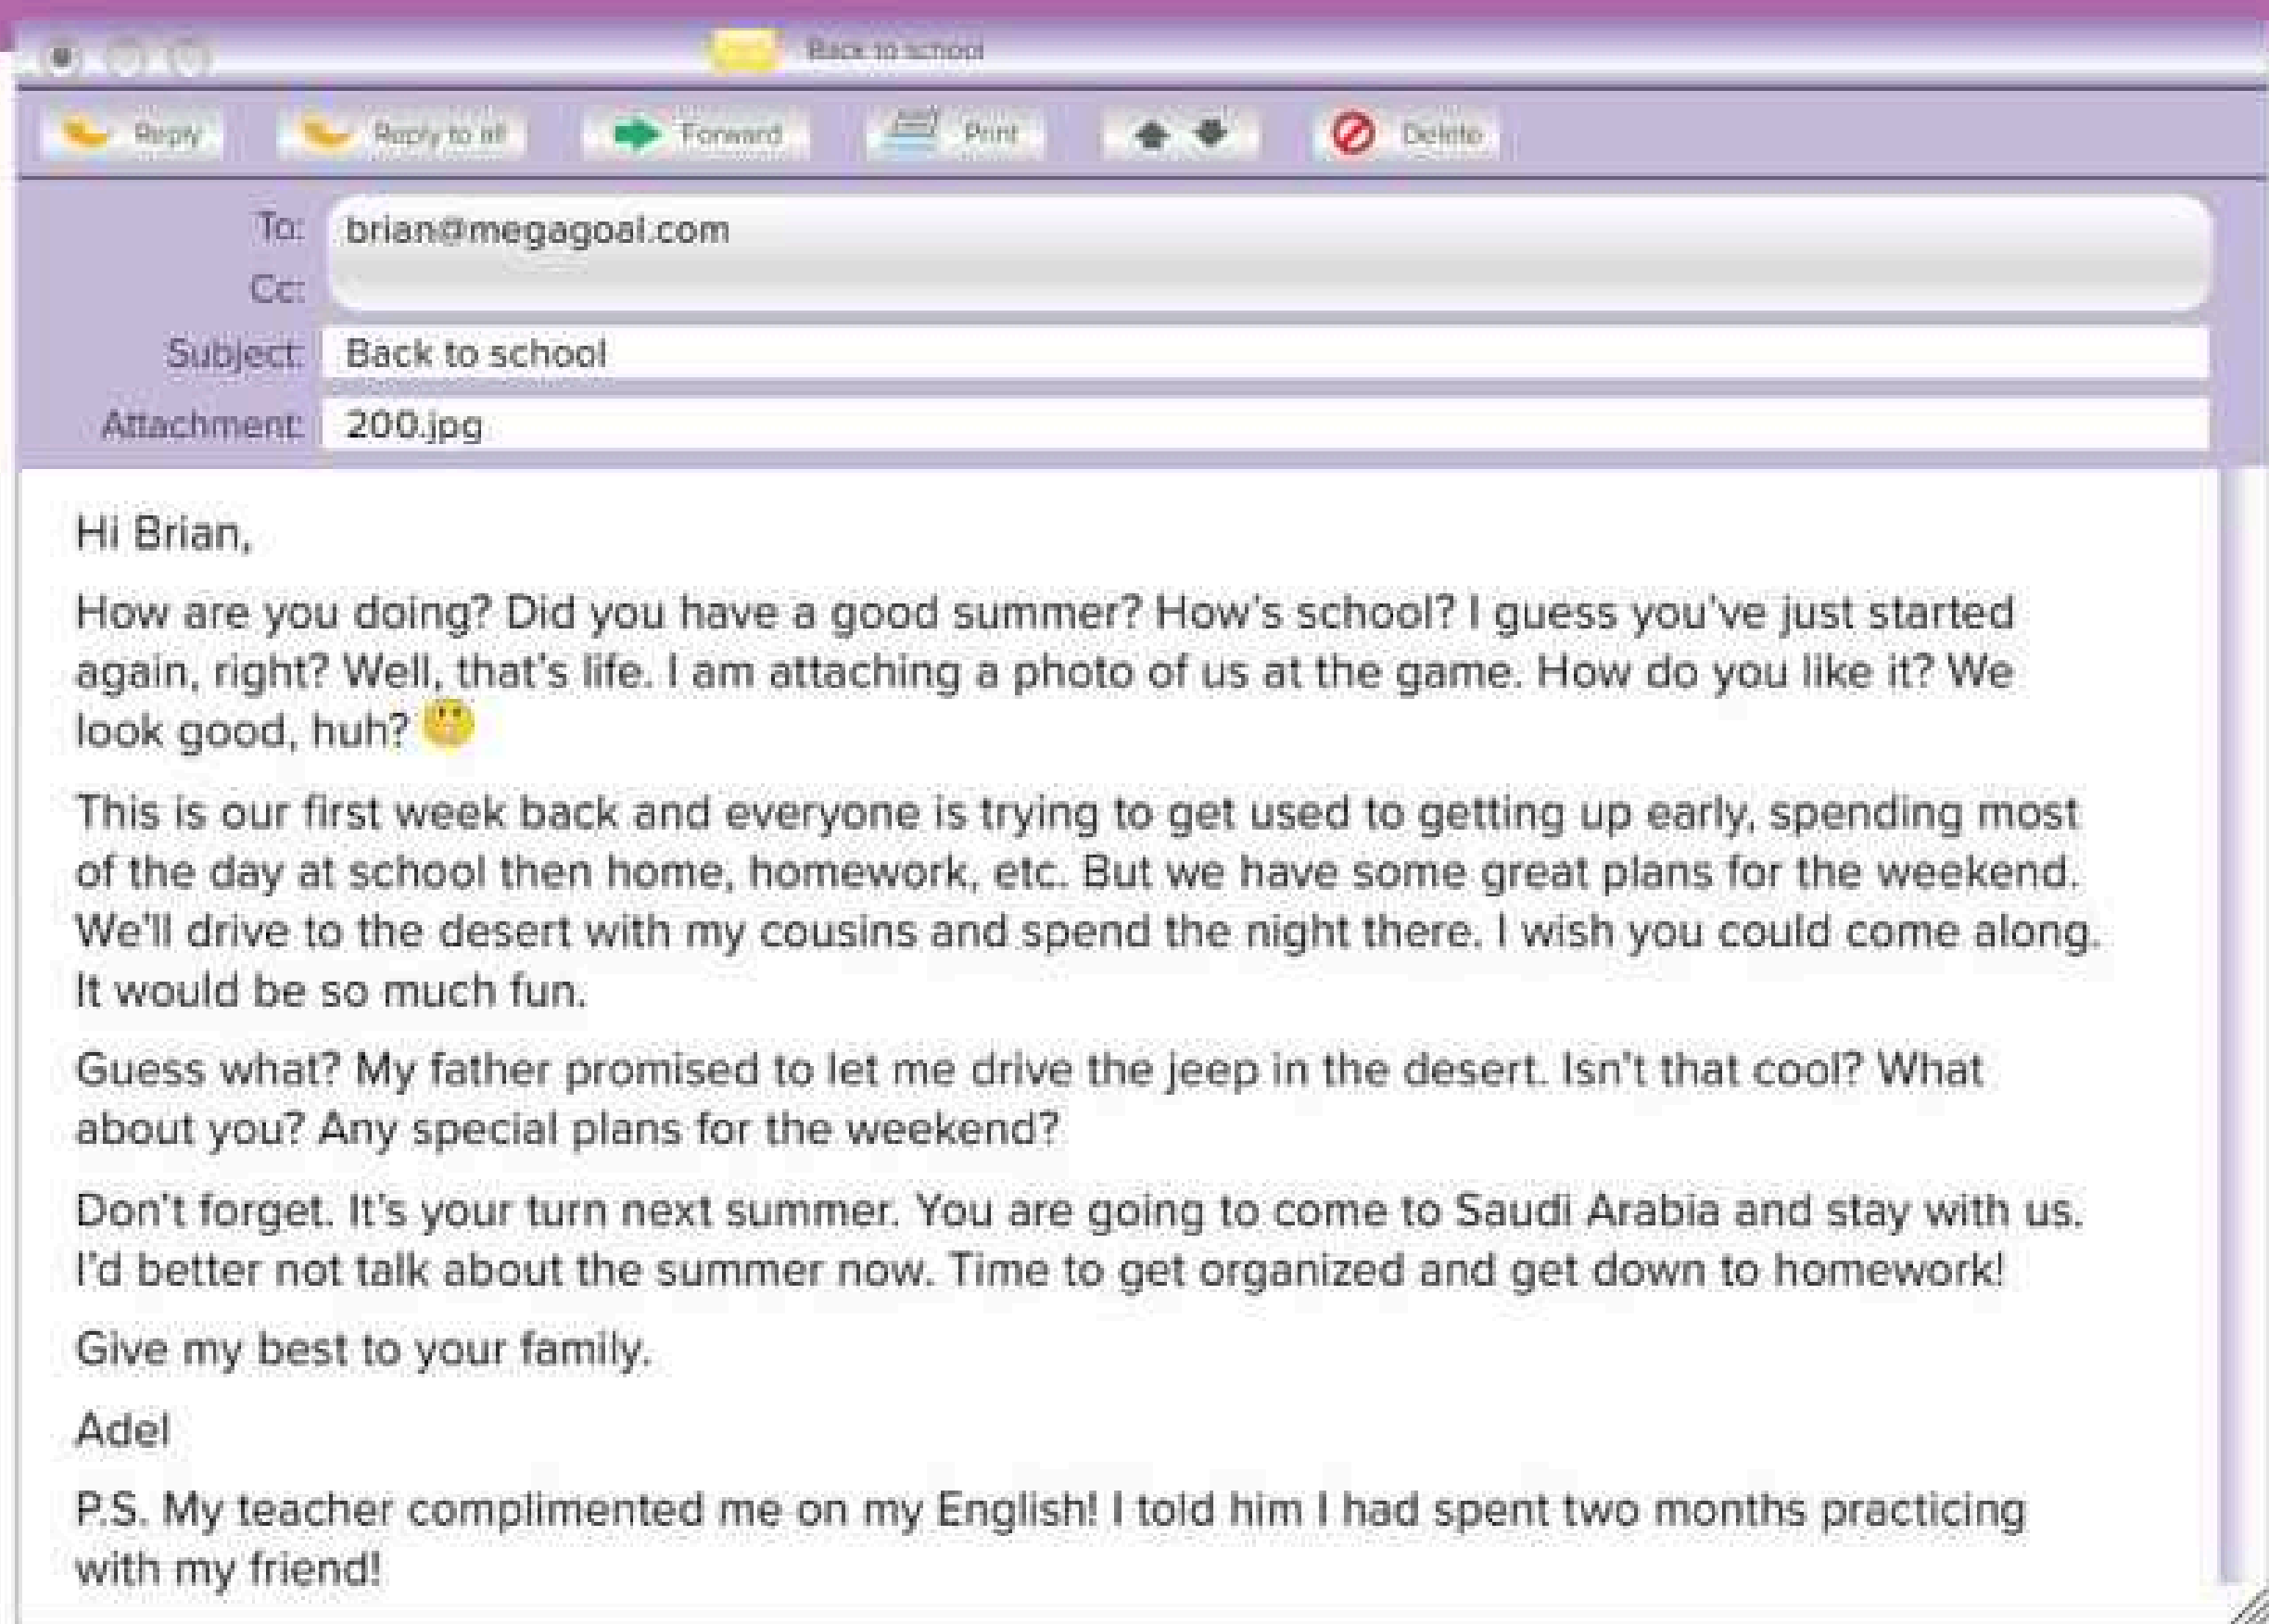 Back to school
Reply
Reply to all
Forward
Print
Delete
To:
brian@megagoal.com
Cc:
Subject:
Back to school
Attachment:
200.jpg
Hi Brian,
How are you doing? Did you have a good summer? How's school? I guess you've just started
again, right? Well, that's life. I am attaching a photo of us at the game. How do you like it? We
look good, huh?
This is our first week back and everyone is trying to get used to getting up early, spending most
of the day at school then home, homework, etc. But we have some great plans for the weekend.
We'll drive to the desert with my cousins and spend the night there. I wish you could come along.
It would be so much fun.
Guess what? My father promised to let me drive the jeep in the desert. Isn't that cool? What
about you? Any special plans for the weekend?
Don't forget. It's your turn next summer. You are going to come to Saudi Arabia and stay with us.
I'd better not talk about the summer now. Time to get organized and get down to homework!
Give my best to your family.
Adel
P.S. My teacher complimented me on my English! I told him I had spent two months practicing
with my friend!